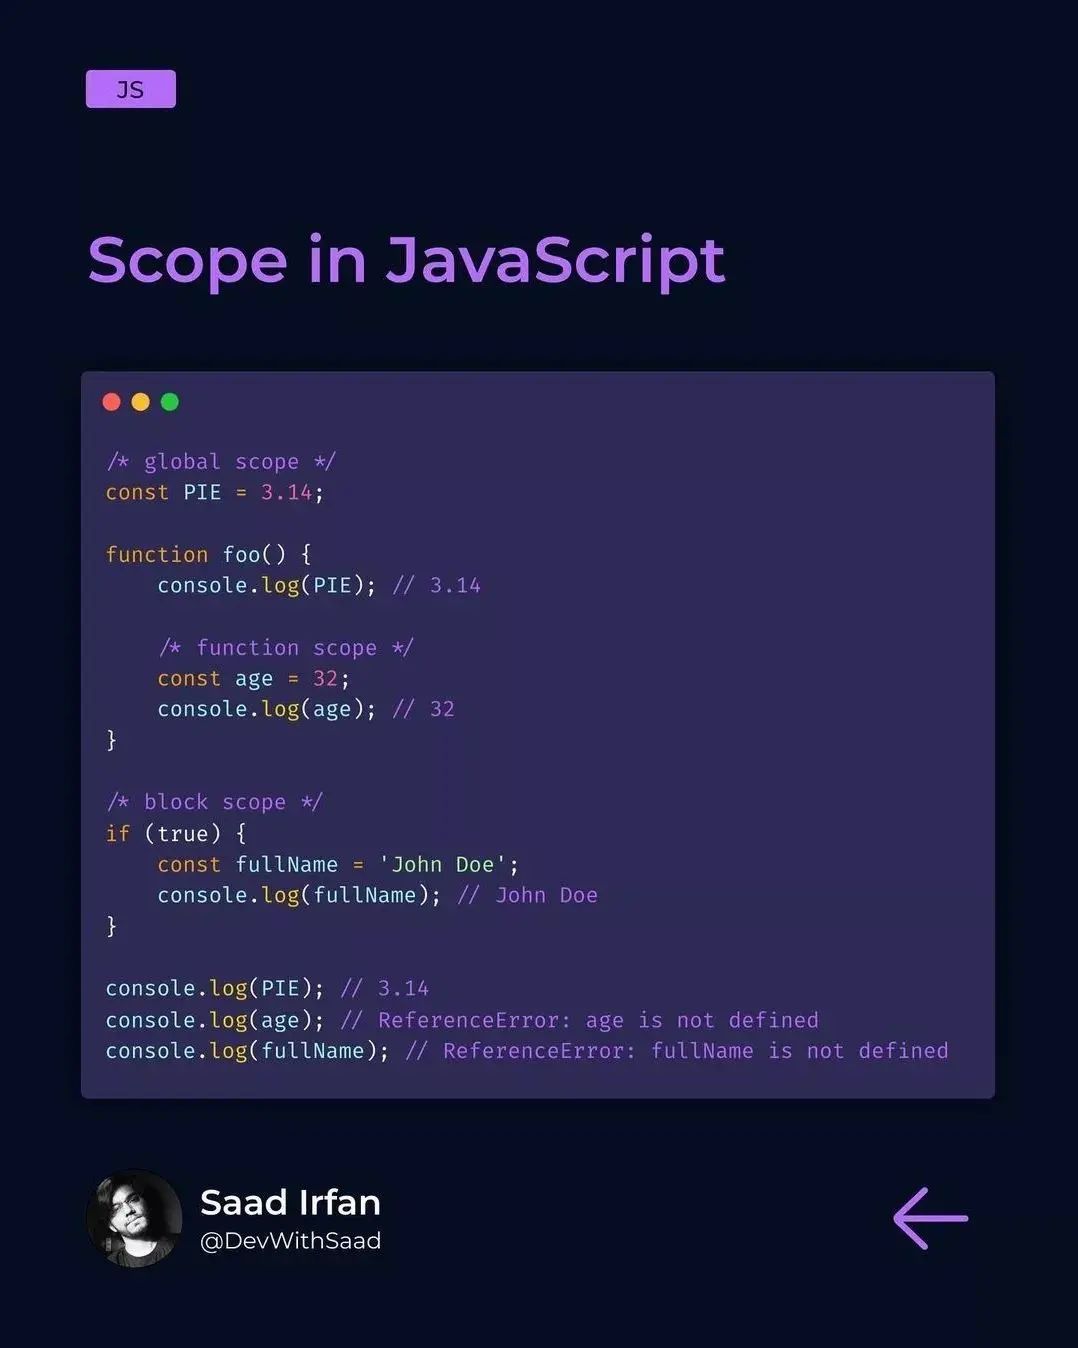 JS
Scope in JavaScript
/* global scope */
const PIE = 3.14;
function foo() {
    console.log(PIE); // 3.14
    /* function scope */
    const age = 32;
    console.log(age); // 32
}
/* block scope */
if (true) {
    const fullName = 'John Doe';
    console.log(fullName); // John Doe
}
console.log(PIE); // 3.14
console.log(age); // ReferenceError: age is not defined
console.log(fullName); // ReferenceError: fullName is not defined
Saad Irfan
@DevWithSaad